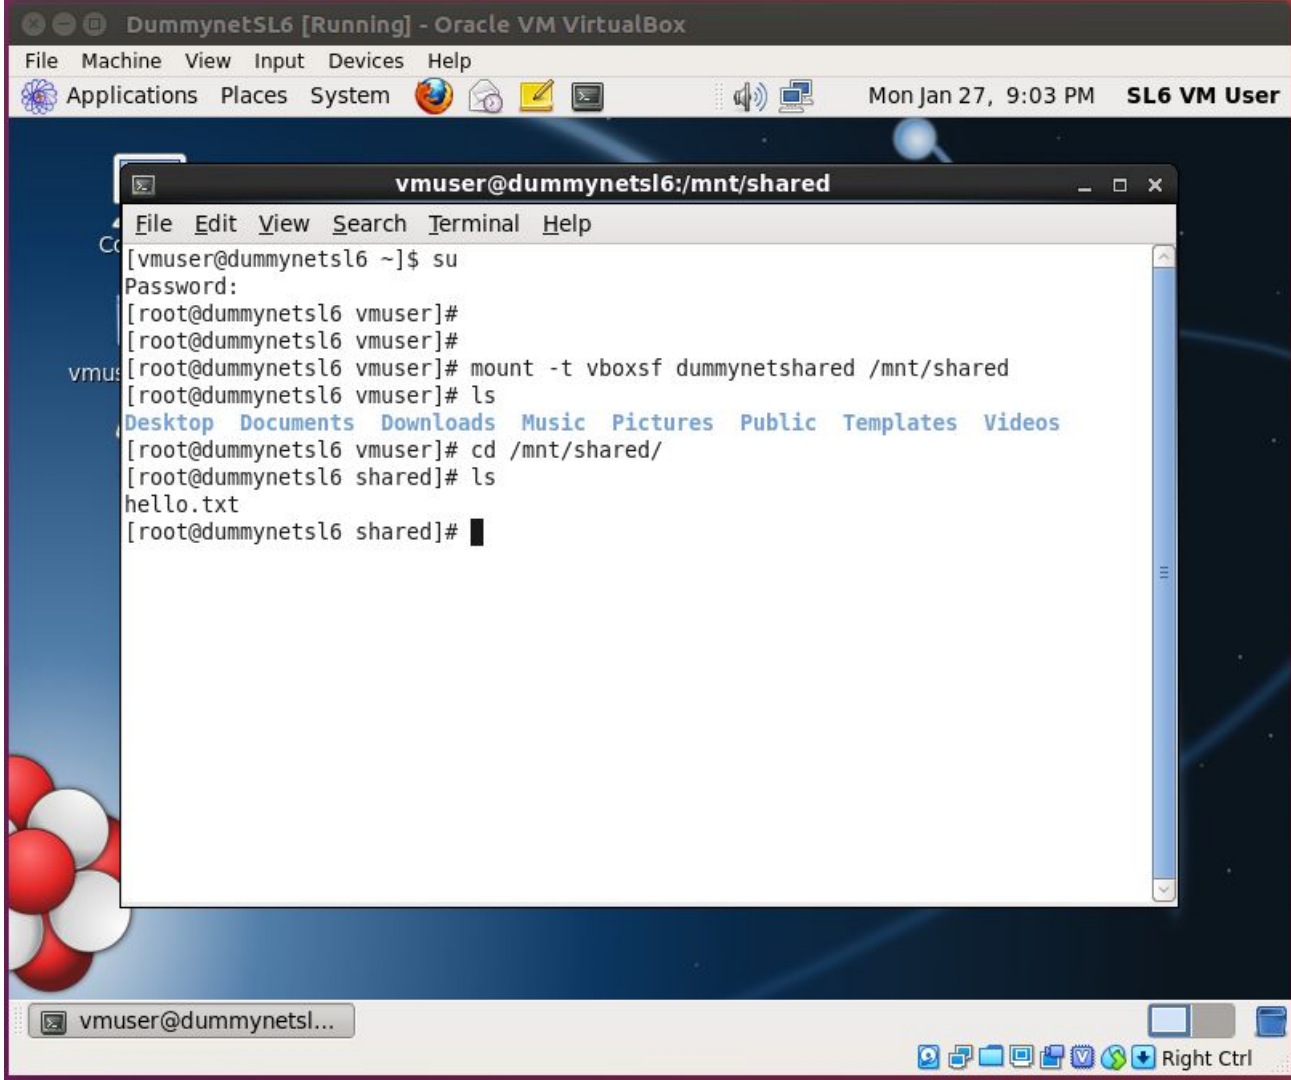 DummynetSL6 [Running] - Oracle VM VirtualBox
File Machine View Input Devices Help
Applications Places System Mon Jan 27, 9:03 PM SL6 VM User
vmuser@dummynetsl6:/mnt/shared
File Edit View Search Terminal Help
[vmuser@dummynetsl6 ~]$ su
Password:
[root@dummynetsl6 vmuser]#
[root@dummynetsl6 vmuser]#
[root@dummynetsl6 vmuser]# mount -t vboxsf dummynetshared /mnt/shared
[root@dummynetsl6 vmuser]# ls
Desktop Documents Downloads Music Pictures Public Templates Videos
[root@dummynetsl6 vmuser]# cd /mnt/shared/
[root@dummynetsl6 shared]# ls
hello.txt
[root@dummynetsl6 shared]#
vmuser@dummynetsl...
Right Ctrl